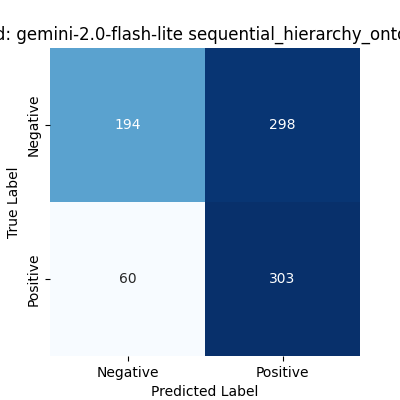 d: gemini-2.0-flash-lite sequential_hierarchy_onto
Negative
194
298
True Label
Positive
60
303
Negative
Positive
Predicted Label